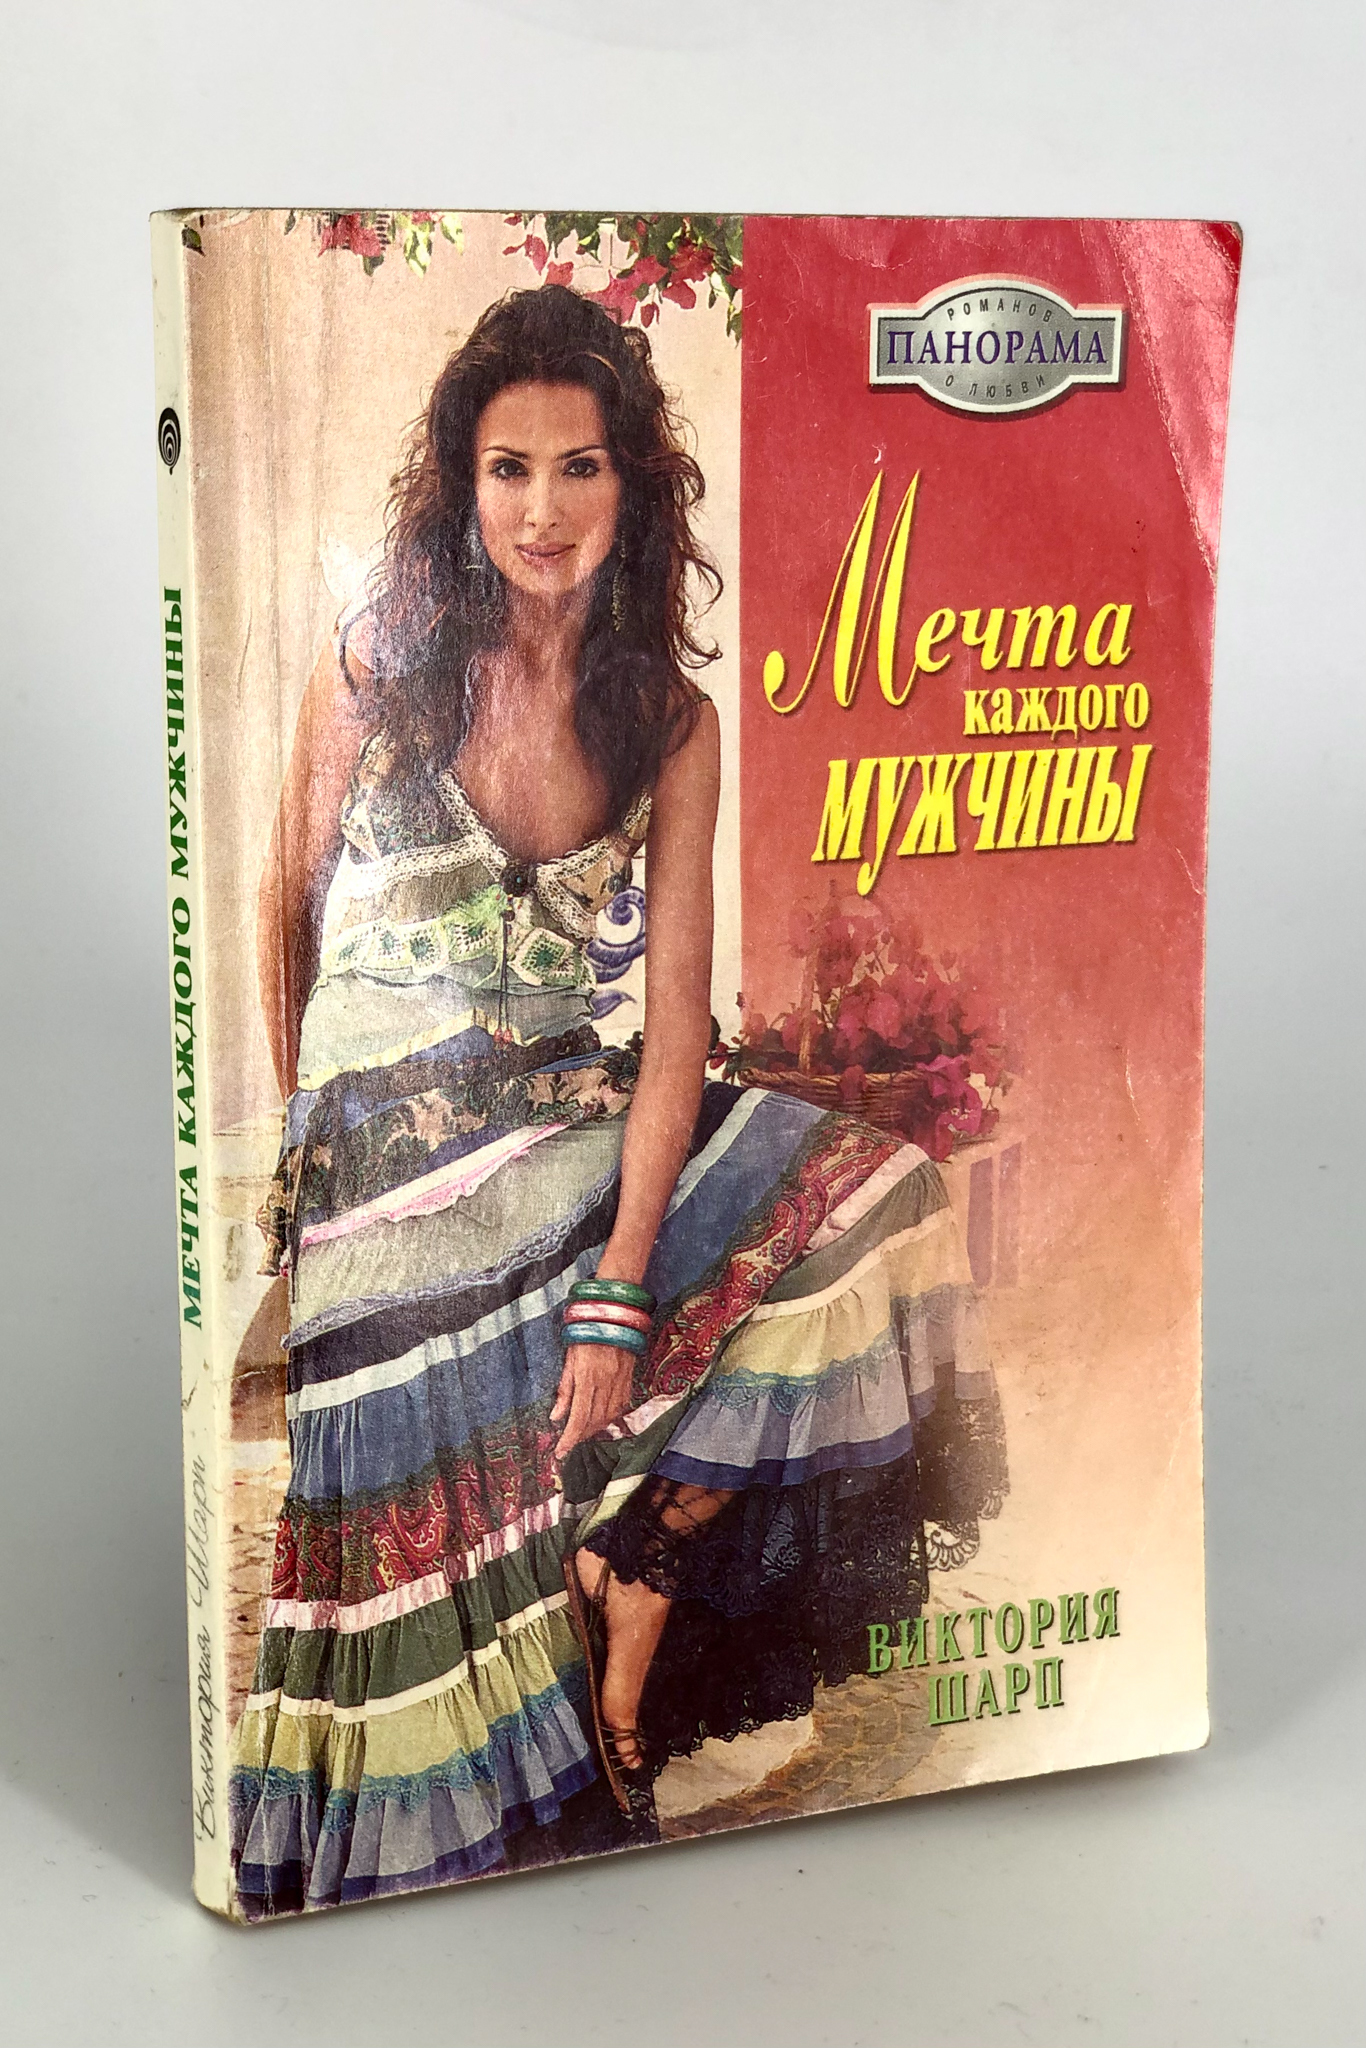 МЕЧТА КАЖДОГО МУЖЧИНЫ
Виктория Шарп
РОМАНОВ
ПАНОРАМА
О ЛЮБВИ
Мечта
каждого
мужчины
ВИКТОРИЯ
ШАРП